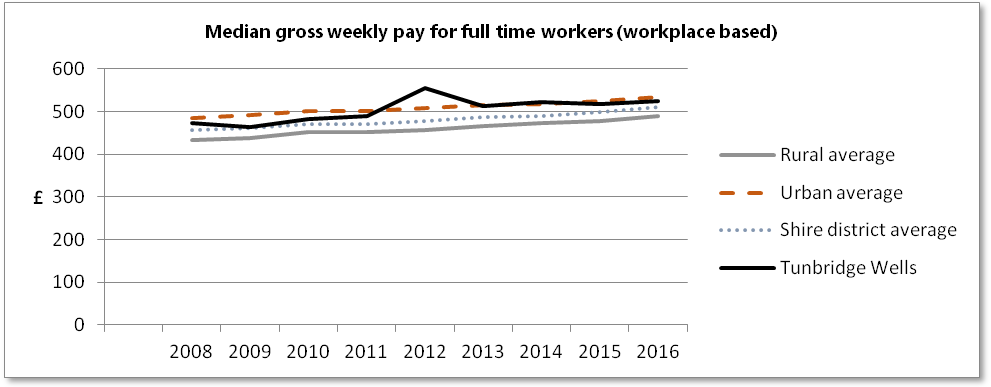 Median gross weekly pay for full time workers (workplace based)
600
500
400
300
200
100
0
£
2008 2009 2010 2011 2012 2013 2014 2015 2016
Rural average
Urban average
Shire district average
Tunbridge Wells